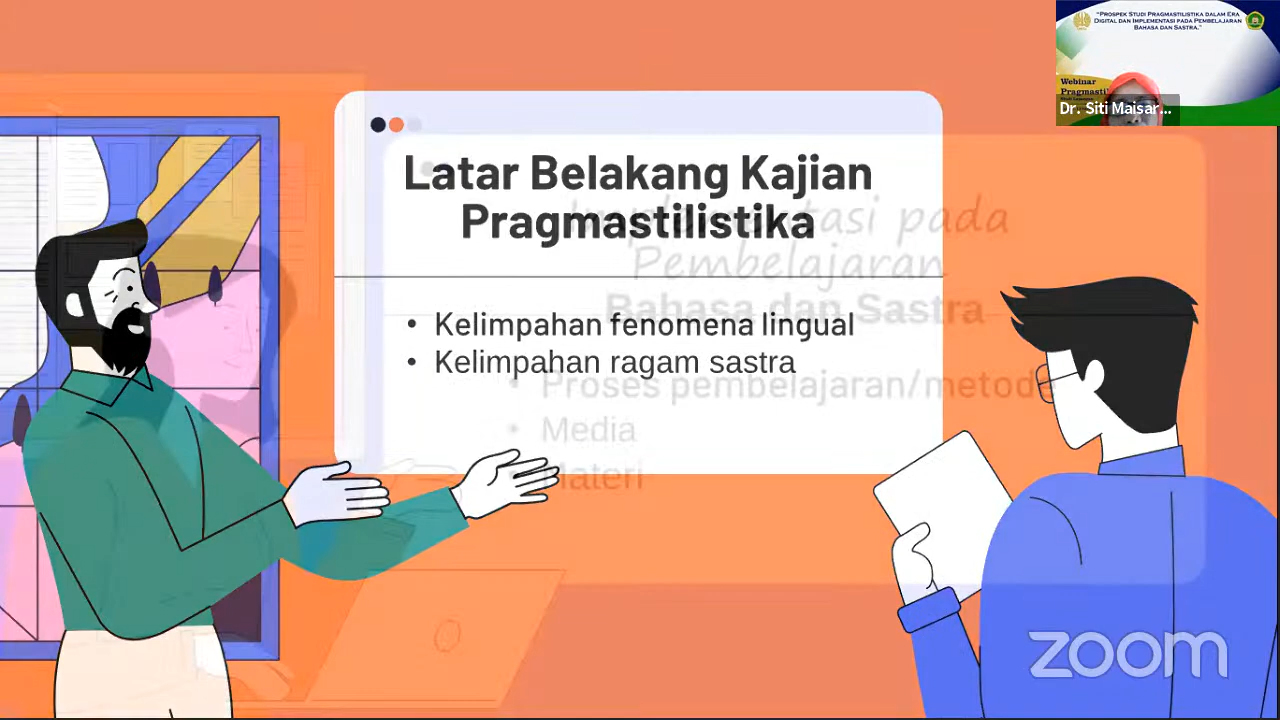 "PROSPEK STUDI PRAGMASTILISTIKA DALAM ERA
DIGITAL DAN IMPLEMENTASI PADA PEMBELAJARAN
BAHASA DAN SASTRA."
Webinar
Pragmasti
Dr. Siti Maisar...
Latar Belakang Kajian
Pragmastilistika
• Kelimpahan fenomena lingual
• Kelimpahan ragam sastra
Implementasi pada
Pembelajaran
Bahasa dan Sastra
• Proses pembelajaran/metode
• Media
• Materi
zoom